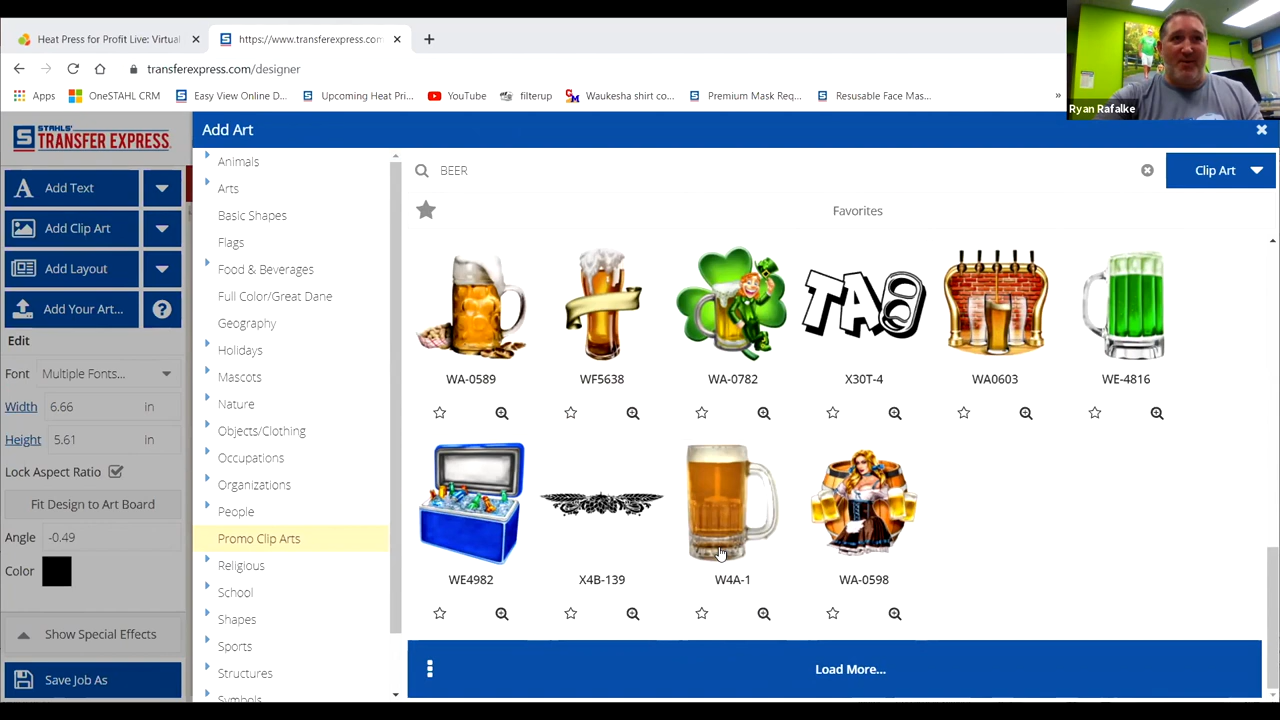 Heat Press for Profit Live: Virtual
https://www.transferexpress.com
transferexpress.com/designer
Apps OneSTAHL CRM Easy View Online D... Upcoming Heat Pri... YouTube filterup Waukesha shirt co... Premium Mask Req... Resusable Face Mas... »
Ryan Rafalke
STAHLS'
TRANSFER EXPRESS
Add Text
Add Clip Art
Add Layout
Add Your Art...
Edit
Font Multiple Fonts...
Width 6.66 in
Height 5.61 in
Lock Aspect Ratio
Fit Design to Art Board
Angle -0.49
Color
Show Special Effects
Save Job As
Add Art
Animals
Arts
Basic Shapes
Flags
Food & Beverages
Full Color/Great Dane
Geography
Holidays
Mascots
Nature
Objects/Clothing
Occupations
Organizations
People
Promo Clip Arts
Religious
School
Shapes
Sports
Structures
Symbols
BEER
Clip Art
Favorites
TAP
WA-0589 WF5638 WA-0782 X30T-4 WA0603 WE-4816
WE4982 X4B-139 W4A-1 WA-0598
Load More...